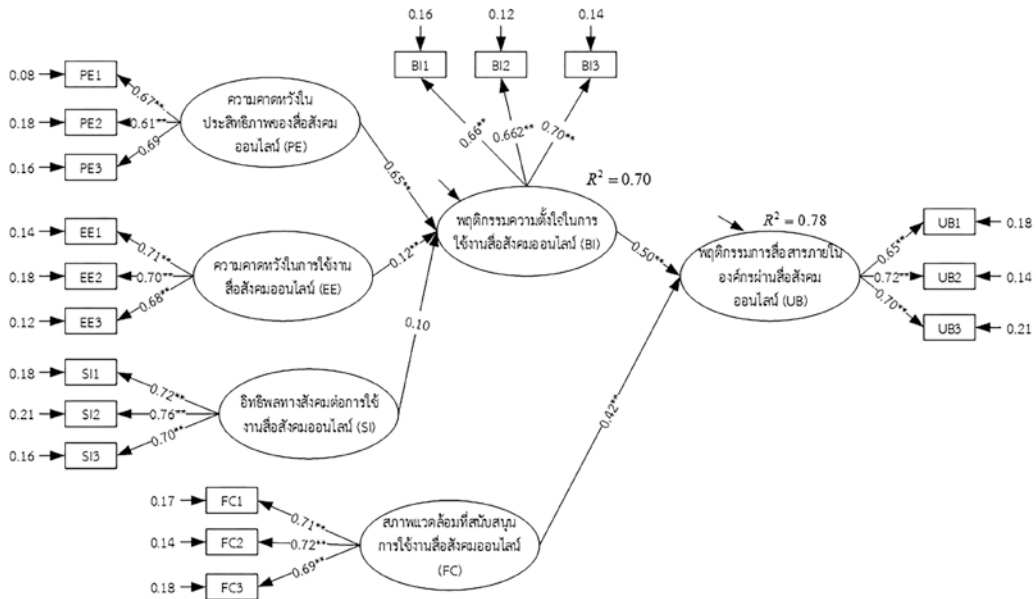 0.16
0.12
0.14
BI1
BI2
BI3
0.66**
0.662**
0.70**
0.08
PE1
0.67**
0.18
PE2
0.61**
0.16
PE3
0.69
ความคาดหวังใน
ประสิทธิภาพของสื่อสังคม
ออนไลน์ (PE)
0.65**
R² = 0.70
พฤติกรรมความตั้งใจในการ
ใช้งานสื่อสังคมออนไลน์ (BI)
0.50**
R² = 0.78
พฤติกรรมการสื่อสารภายใน
องค์กรผ่านสื่อสังคม
ออนไลน์ (UB)
0.65**
UB1
0.18
0.72**
UB2
0.14
0.70**
UB3
0.21
0.14
EE1
0.71**
0.18
EE2
0.70**
0.12
EE3
0.68**
ความคาดหวังในการใช้งาน
สื่อสังคมออนไลน์ (EE)
0.12**
0.10
0.18
SI1
0.72**
0.21
SI2
0.76**
0.16
SI3
0.70**
อิทธิพลทางสังคมต่อการใช้
งานสื่อสังคมออนไลน์ (SI)
0.42**
0.17
FC1
0.71**
0.14
FC2
0.72**
0.18
FC3
0.69**
สภาพแวดล้อมที่สนับสนุน
การใช้งานสื่อสังคมออนไลน์
(FC)